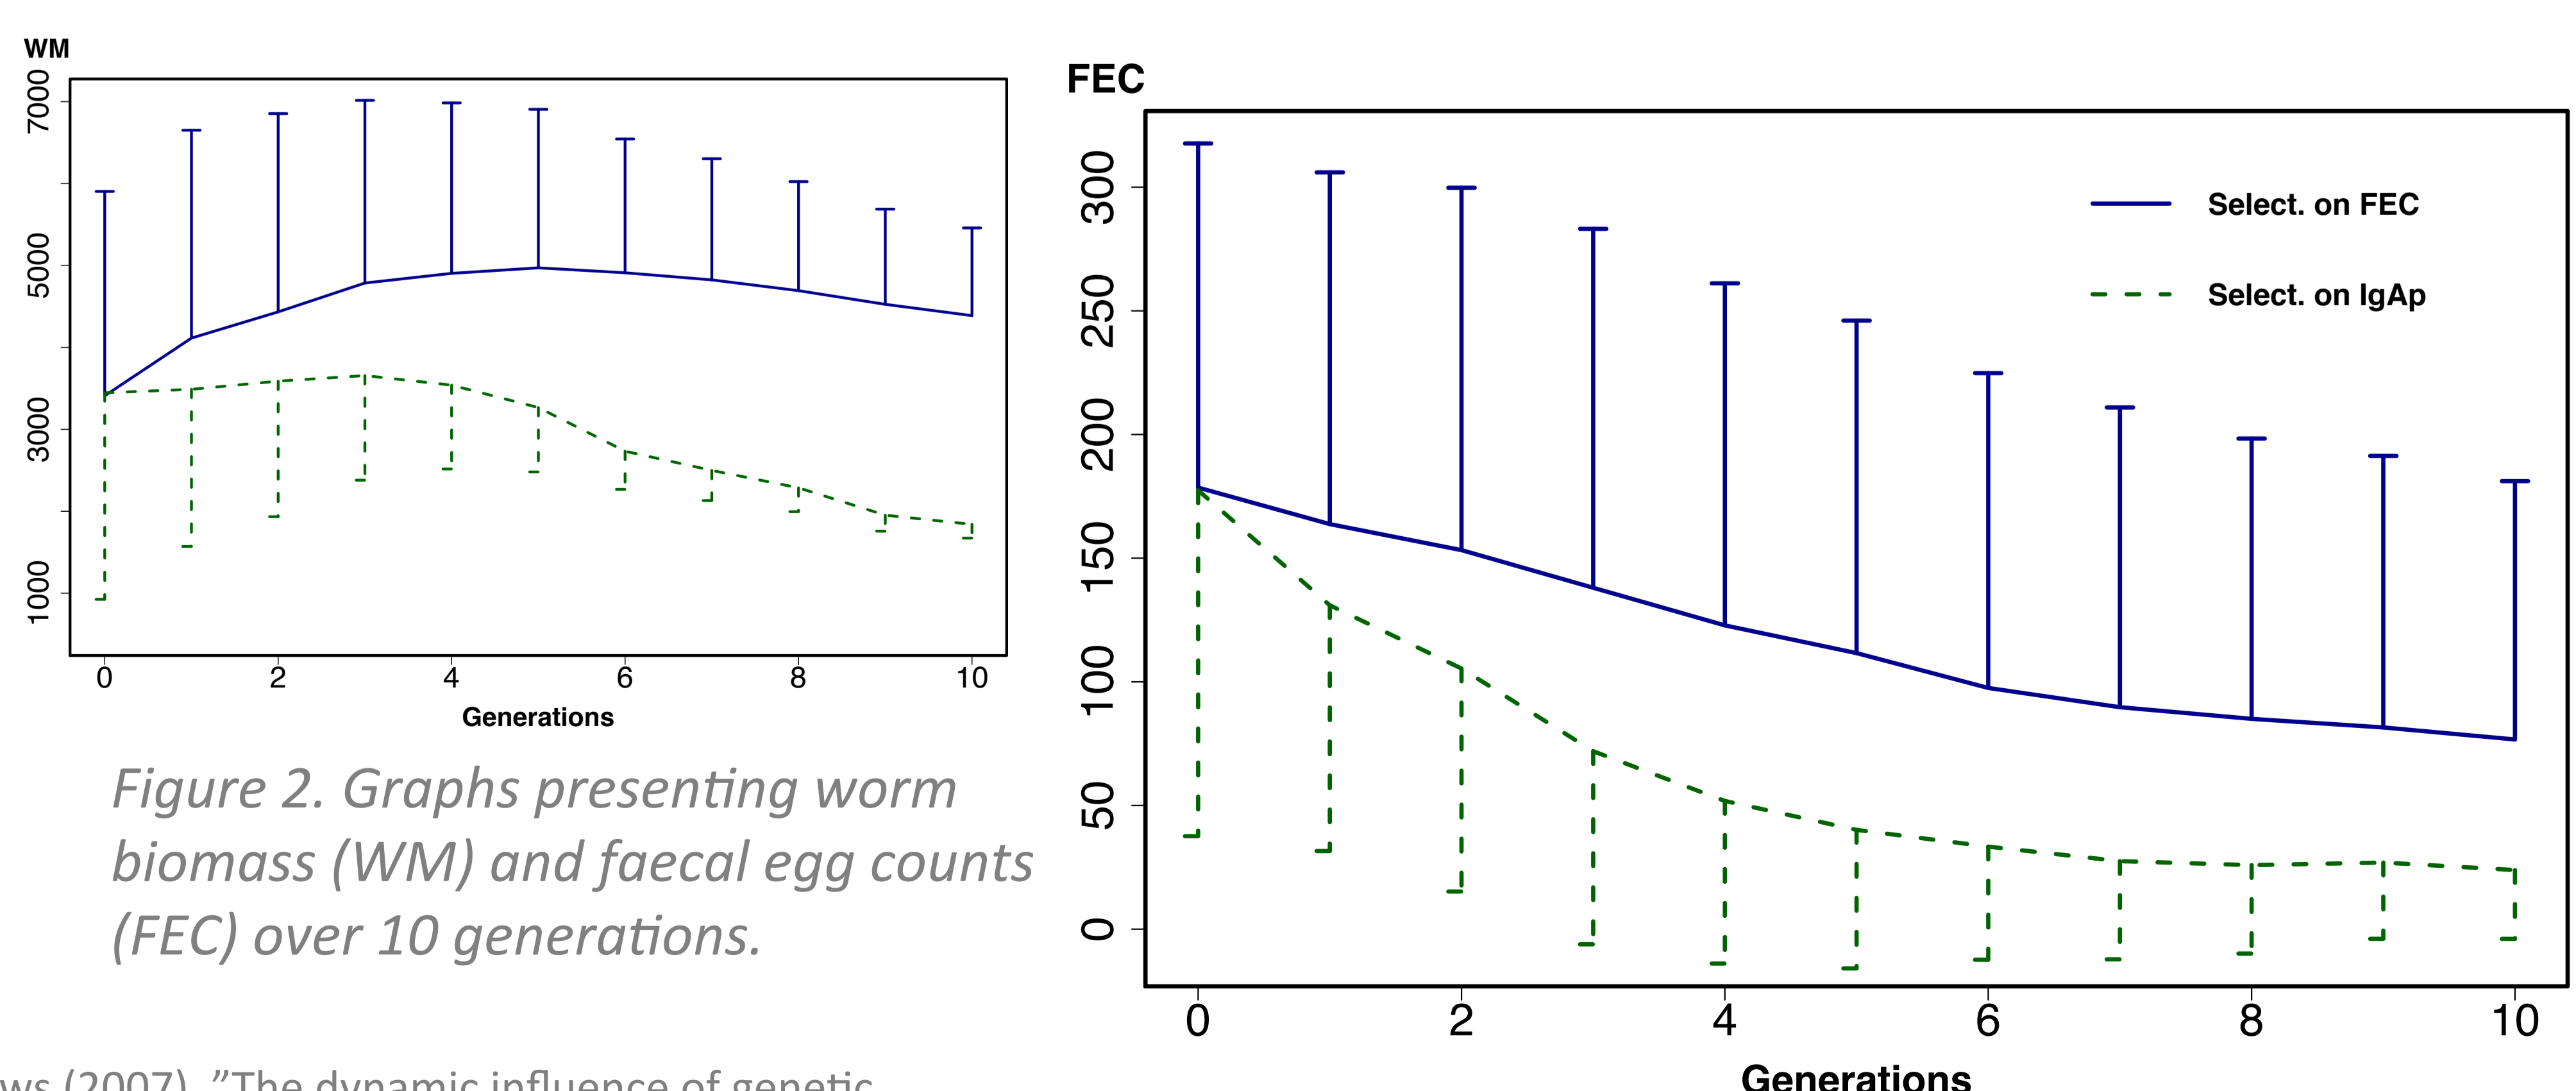 WM
7000
5000
3000
1000
0 2 4 6 8 10
Generations
Figure 2. Graphs presenting worm
biomass (WM) and faecal egg counts
(FEC) over 10 generations.
ws (2007). ”The dynamic influence of genetic
FEC
300
250
200
150
100
50
0
Select. on FEC
Select. on IgAp
0 2 4 6 8 10
Generations